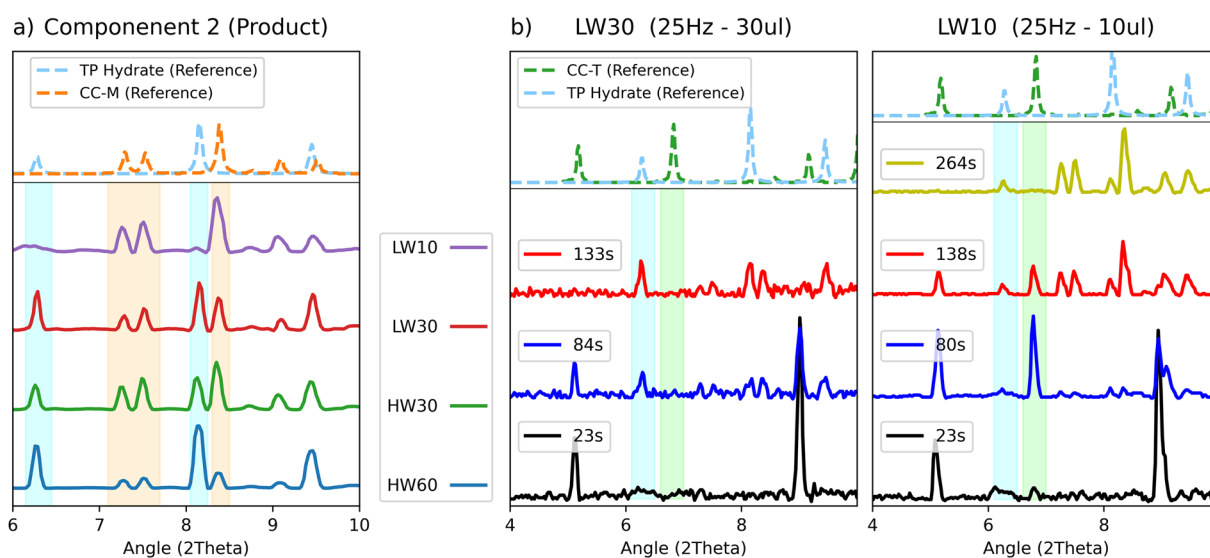 a) Componenent 2 (Product)
TP Hydrate (Reference)
CC-M (Reference)
6 7 8 9 10
Angle (2Theta)
LW10
LW30
HW30
HW60
b) LW30 (25Hz - 30ul)
CC-T (Reference)
TP Hydrate (Reference)
133s
84s
23s
4 6 8
Angle (2Theta)
LW10 (25Hz - 10ul)
264s
138s
80s
23s
4 6 8
Angle (2Theta)